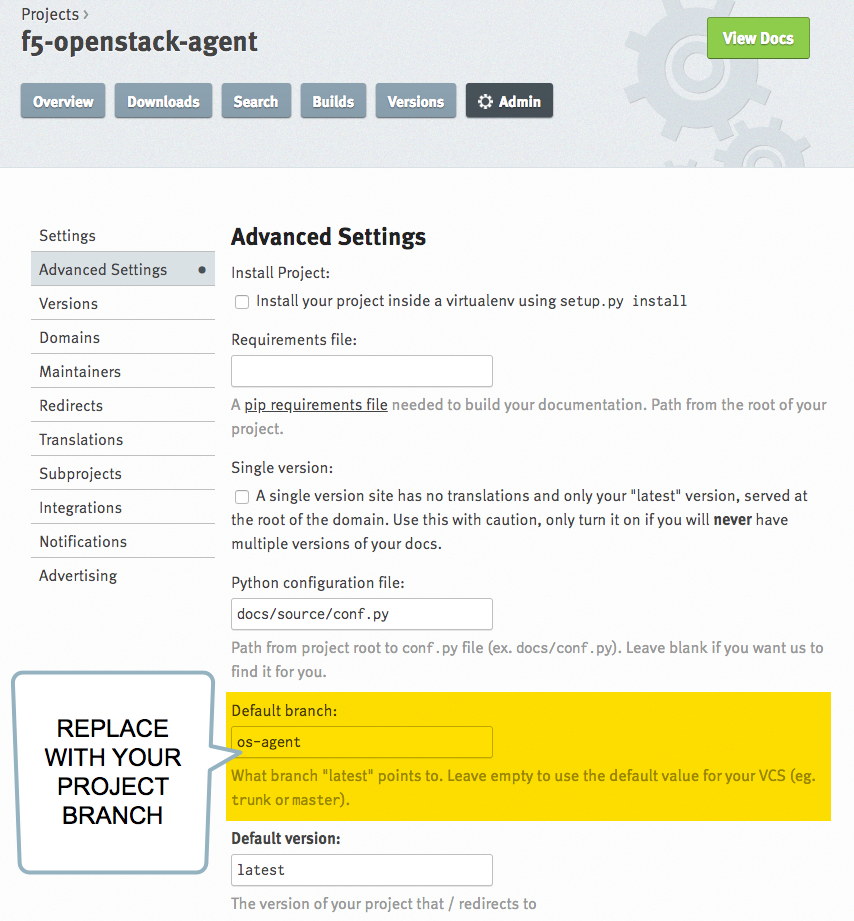 Projects ›
f5-openstack-agent
View Docs
Overview
Downloads
Search
Builds
Versions
Admin
Settings
Advanced Settings
Versions
Domains
Maintainers
Redirects
Translations
Subprojects
Integrations
Notifications
Advertising
Advanced Settings
Install Project:
Install your project inside a virtualenv using setup.py install
Requirements file:
A pip requirements file needed to build your documentation. Path from the root of your
project.
Single version:
A single version site has no translations and only your "latest" version, served at
the root of the domain. Use this with caution, only turn it on if you will never have
multiple versions of your docs.
Python configuration file:
docs/source/conf.py
Path from project root to conf.py file (ex. docs/conf.py). Leave blank if you want us to
find it for you.
REPLACE
WITH YOUR
PROJECT
BRANCH
Default branch:
os-agent
What branch "latest" points to. Leave empty to use the default value for your VCS (eg.
trunk or master).
Default version:
latest
The version of your project that / redirects to